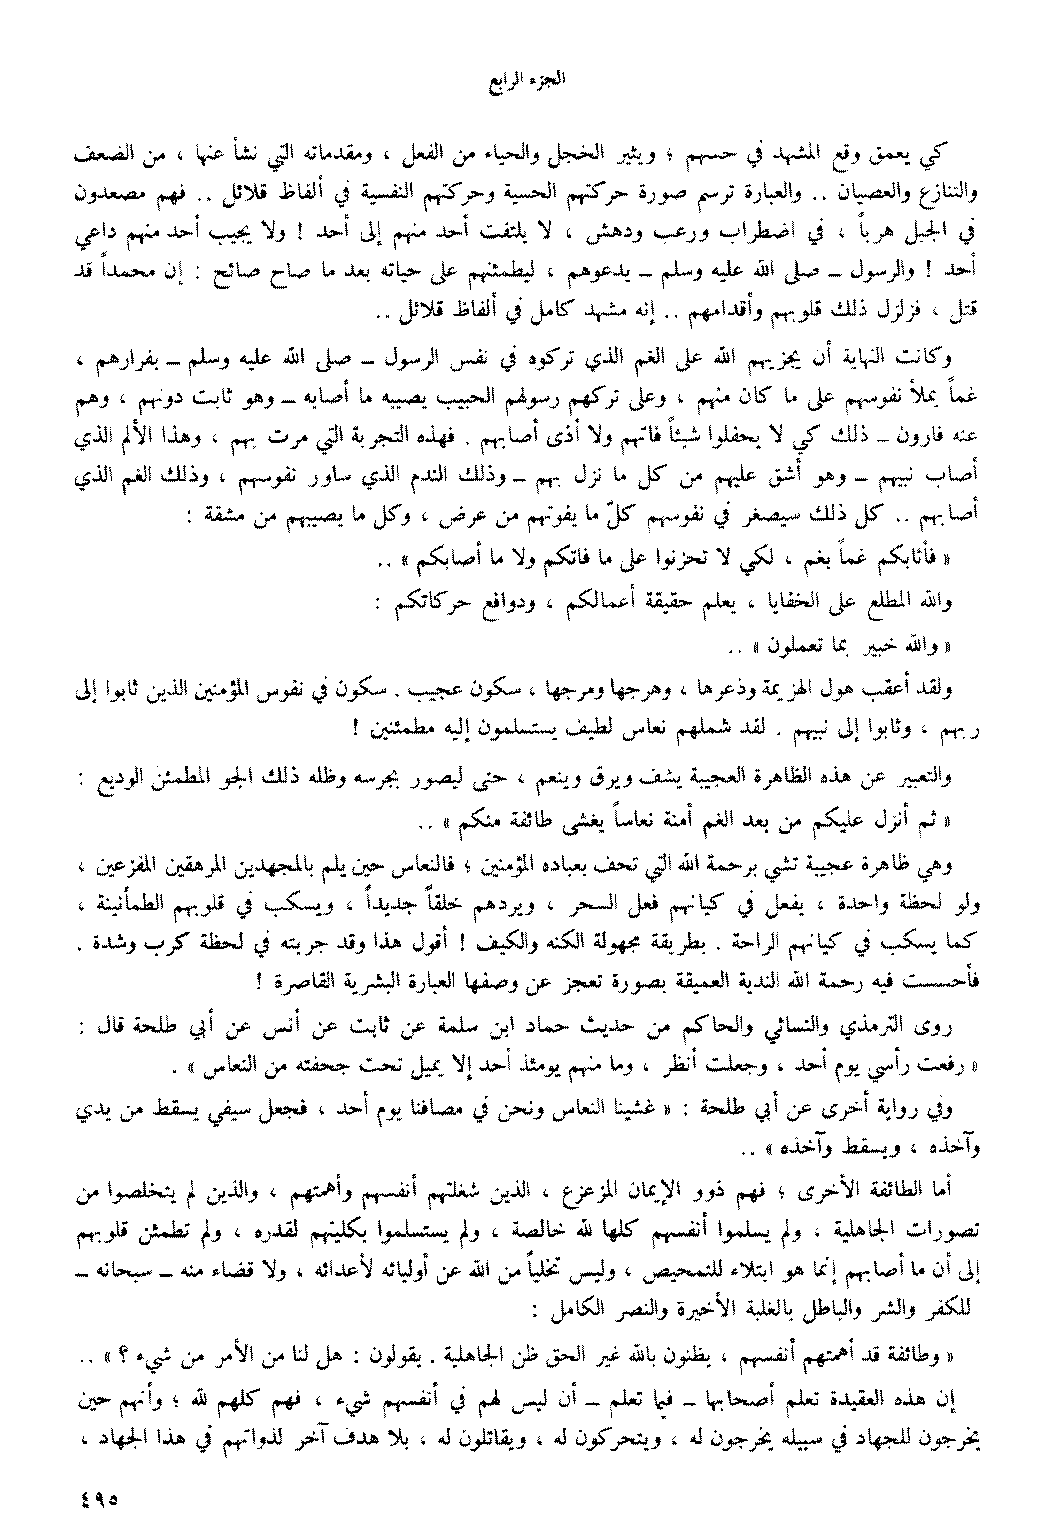 الجزء الرابع
كي يعمق وقع المشهد في حسهم ؛ ويثير الخجل والحياء من الفعل ، ومقدماته التي نشأ عنها ، من الضعف
والتنازع والعصيان .. والعبارة ترسم صورة حركتهم الحسية وحركتهم النفسية في ألفاظ قلائل .. فهم مصعدون
في الجبل هرباً ، في اضطراب ورعب ودهش ، لا يلتفت أحد منهم إلى أحد ! ولا يجيب أحد منهم داعي
أحد ! والرسول – صلى الله عليه وسلم – يدعوهم ، ليطمئنهم على حياته بعد ما صاح صائح : إن محمداً قد
قتل ، فزلزل ذلك قلوبهم وأقدامهم .. إنه مشهد كامل في ألفاظ قلائل ..
وكانت النهاية أن يجزيهم الله على الغم الذي تركوه في نفس الرسول – صلى الله عليه وسلم – بفرارهم ،
غماً يملأ نفوسهم على ما كان منهم ، وعلى تركهم رسولهم الحبيب يصيبه ما أصابه – وهو ثابت دونهم ، وهم
عنه فارون – ذلك كي لا يحفلوا شيئاً فاتهم ولا أذى أصابهم . فهذه التجربة التي مرت بهم ، وهذا الألم الذي
أصاب نبيهم – وهو أشق عليهم من كل ما نزل بهم – وذلك الندم الذي ساور نفوسهم ، وذلك الغم الذي
أصابهم .. كل ذلك سيصغر في نفوسهم كلّ ما يفوتهم من عرض ، وكل ما يصيبهم من مشقة :
« فأثابكم غماً بغم ، لكي لا تحزنوا على ما فاتكم ولا ما أصابكم » ..
والله المطلع على الخفايا ، يعلم حقيقة أعمالكم ، ودوافع حركاتكم :
« والله خبير بما تعملون » ..
ولقد أعقب هول الهزيمة وذعرها ، وهرجها ومرجها ، سكون عجيب . سكون في نفوس المؤمنين الذين ثابوا إلى
ربهم ، وثابوا إلى نبيهم . لقد شملهم نعاس لطيف يستسلمون إليه مطمئنين !
والتعبير عن هذه الظاهرة العجيبة يشف ويرق وينعم ، حتى ليصور بجرسه وظله ذلك الجو المطمئن الوديع :
« ثم أنزل عليكم من بعد الغم أمنة نعاساً يغشى طائفة منكم » ..
وهي ظاهرة عجيبة تشي برحمة الله التي تحف بعباده المؤمنين ؛ فالنعاس حين يلم بالمجهدين المرهقين المفزعين ،
ولو لحظة واحدة ، يفعل في كيانهم فعل السحر ، ويردهم خلقاً جديداً ، ويسكب في قلوبهم الطمأنينة ،
كما يسكب في كيانهم الراحة . بطريقة مجهولة الكنه والكيف ! أقول هذا وقد جربته في لحظة كرب وشدة .
فأحسست فيه رحمة الله الندية العميقة بصورة تعجز عن وصفها العبارة البشرية القاصرة !
روى الترمذي والنسائي والحاكم من حديث حماد ابن سلمة عن ثابت عن أنس عن أبي طلحة قال :
« رفعت رأسي يوم أحد ، وجعلت أنظر ، وما منهم يومئذ أحد إلا يميل تحت جحفته من النعاس » .
وفي رواية أخرى عن أبي طلحة : « غشينا النعاس ونحن في مصافنا يوم أحد ، فجعل سيفي يسقط من يدي
وآخذه ، ويسقط وآخذه » ..
أما الطائفة الأخرى ؛ فهم ذوو الإيمان المزعزع ، الذين شغلتهم أنفسهم وأهمتهم ، والذين لم يتخلصوا من
تصورات الجاهلية ، ولم يسلموا أنفسهم كلها لله خالصة ، ولم يستسلموا بكليتهم لقدره ، ولم تطمئن قلوبهم
إلى أن ما أصابهم إنما هو ابتلاء للتمحيص ، وليس تخلياً من الله عن أوليائه لأعدائه ، ولا قضاء منه – سبحانه –
للكفر والشر والباطل بالغلبة الأخيرة والنصر الكامل :
« وطائفة قد أهمتهم أنفسهم ، يظنون بالله غير الحق ظن الجاهلية . يقولون : هل لنا من الأمر من شيء ؟ » ..
إن هذه العقيدة تعلم أصحابها – فيما تعلم – أن ليس لهم في أنفسهم شيء ، فهم كلهم لله ؛ وأنهم حين
يخرجون للجهاد في سبيله يخرجون له ، ويتحركون له ، ويقاتلون له ، بلا هدف آخر لذواتهم في هذا الجهاد ،
٤٩٥